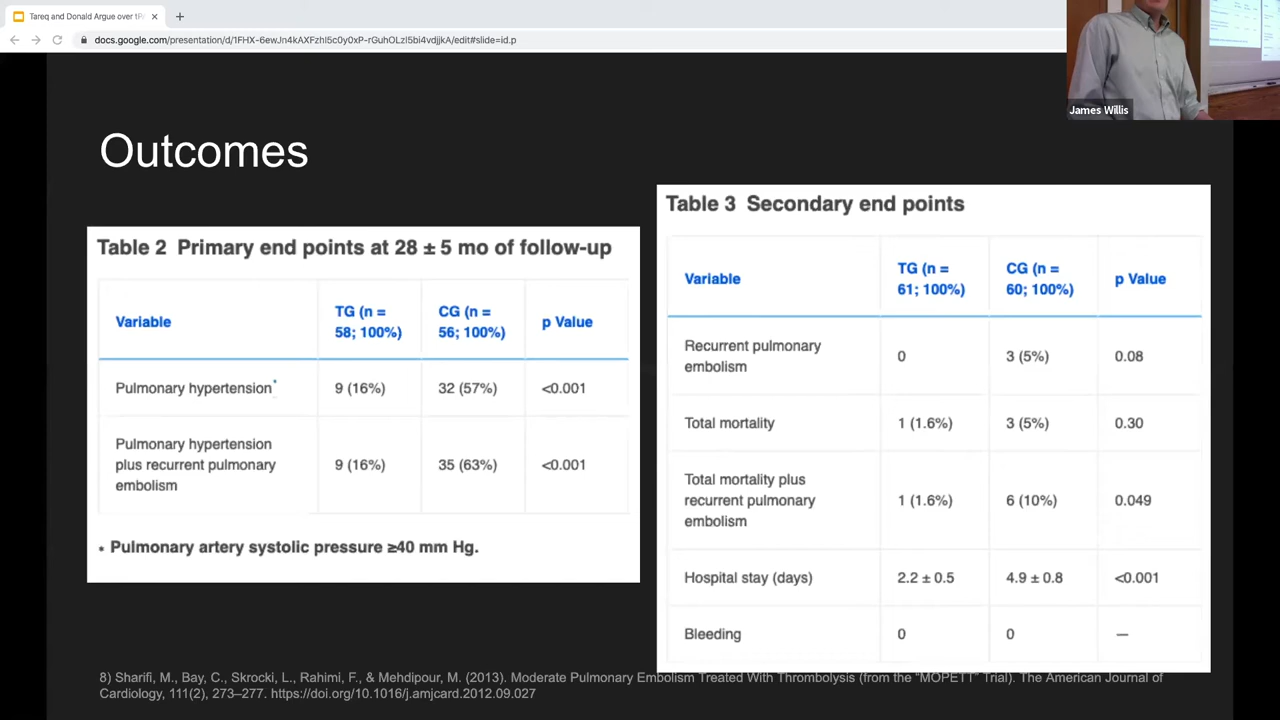 Tareq and Donald Argue over tP
docs.google.com/presentation/d/1FHX-6ewJn4kAXFzhI5c0y0xP-rGuhOLzI5bi4vdjjkA/edit#slide=id.p
James Willis
Outcomes
Table 2 Primary end points at 28 ± 5 mo of follow-up
Variable
TG (n =
58; 100%)
CG (n =
56; 100%)
p Value
Pulmonary hypertension*
9 (16%)
32 (57%)
<0.001
Pulmonary hypertension
plus recurrent pulmonary
embolism
9 (16%)
35 (63%)
<0.001
* Pulmonary artery systolic pressure ≥40 mm Hg.
Table 3 Secondary end points
Variable
TG (n =
61; 100%)
CG (n =
60; 100%)
p Value
Recurrent pulmonary
embolism
0
3 (5%)
0.08
Total mortality
1 (1.6%)
3 (5%)
0.30
Total mortality plus
recurrent pulmonary
embolism
1 (1.6%)
6 (10%)
0.049
Hospital stay (days)
2.2 ± 0.5
4.9 ± 0.8
<0.001
Bleeding
0
0
—
8) Sharifi, M., Bay, C., Skrocki, L., Rahimi, F., & Mehdipour, M. (2013). Moderate Pulmonary Embolism Treated With Thrombolysis (from the “MOPETT” Trial). The American Journal of
Cardiology, 111(2), 273–277. https://doi.org/10.1016/j.amjcard.2012.09.027